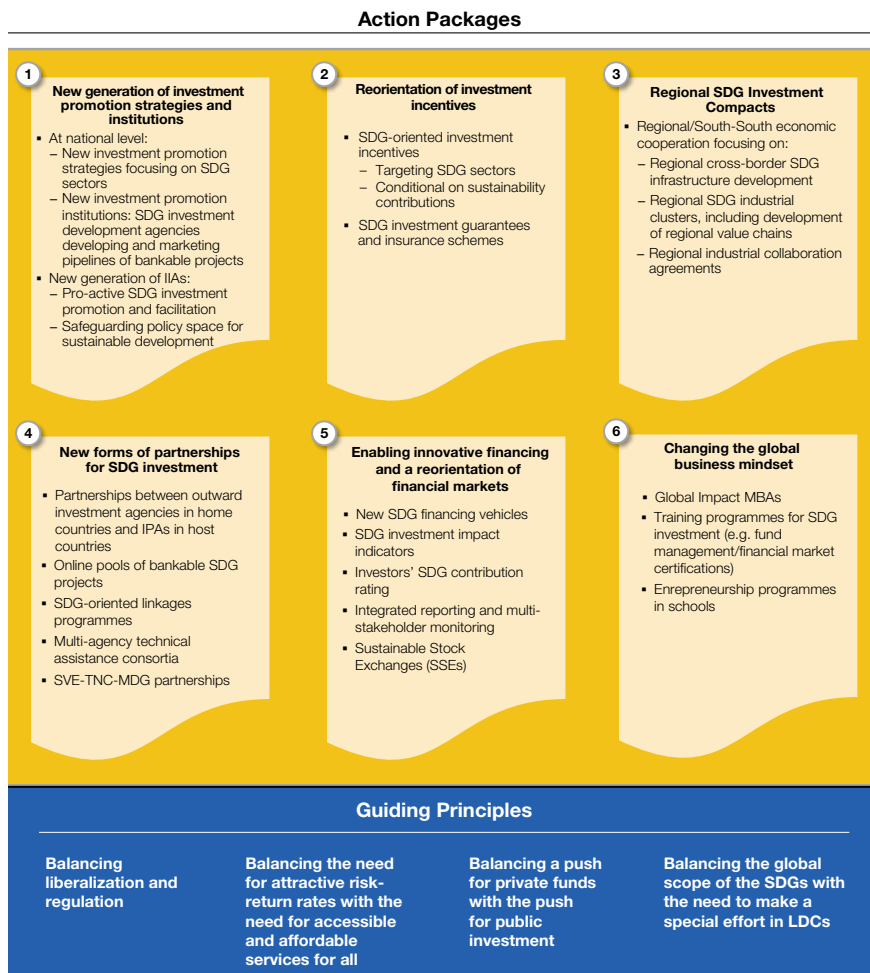 Action Packages
1
New generation of investment
promotion strategies and
institutions
▪ At national level:
– New investment promotion
strategies focusing on SDG
sectors
– New investment promotion
institutions: SDG investment
development agencies
developing and marketing
pipelines of bankable projects
▪ New generation of IIAs:
– Pro-active SDG investment
promotion and facilitation
– Safeguarding policy space for
sustainable development
2
Reorientation of investment
incentives
▪ SDG-oriented investment
incentives
– Targeting SDG sectors
– Conditional on sustainability
contributions
▪ SDG investment guarantees
and insurance schemes
3
Regional SDG Investment
Compacts
▪ Regional/South-South economic
cooperation focusing on:
– Regional cross-border SDG
infrastructure development
– Regional SDG industrial
clusters, including development
of regional value chains
– Regional industrial collaboration
agreements
4
New forms of partnerships
for SDG investment
▪ Partnerships between outward
investment agencies in home
countries and IPAs in host
countries
▪ Online pools of bankable SDG
projects
▪ SDG-oriented linkages
programmes
▪ Multi-agency technical
assistance consortia
▪ SVE-TNC-MDG partnerships
5
Enabling innovative financing
and a reorientation of
financial markets
▪ New SDG financing vehicles
▪ SDG investment impact
indicators
▪ Investors’ SDG contribution
rating
▪ Integrated reporting and multi-
stakeholder monitoring
▪ Sustainable Stock
Exchanges (SSEs)
6
Changing the global
business mindset
▪ Global Impact MBAs
▪ Training programmes for SDG
investment (e.g. fund
management/financial market
certifications)
▪ Enrepreneurship programmes
in schools
Guiding Principles
Balancing
liberalization and
regulation
Balancing the need
for attractive risk-
return rates with the
need for accessible
and affordable
services for all
Balancing a push
for private funds
with the push
for public
investment
Balancing the global
scope of the SDGs with
the need to make a
special effort in LDCs